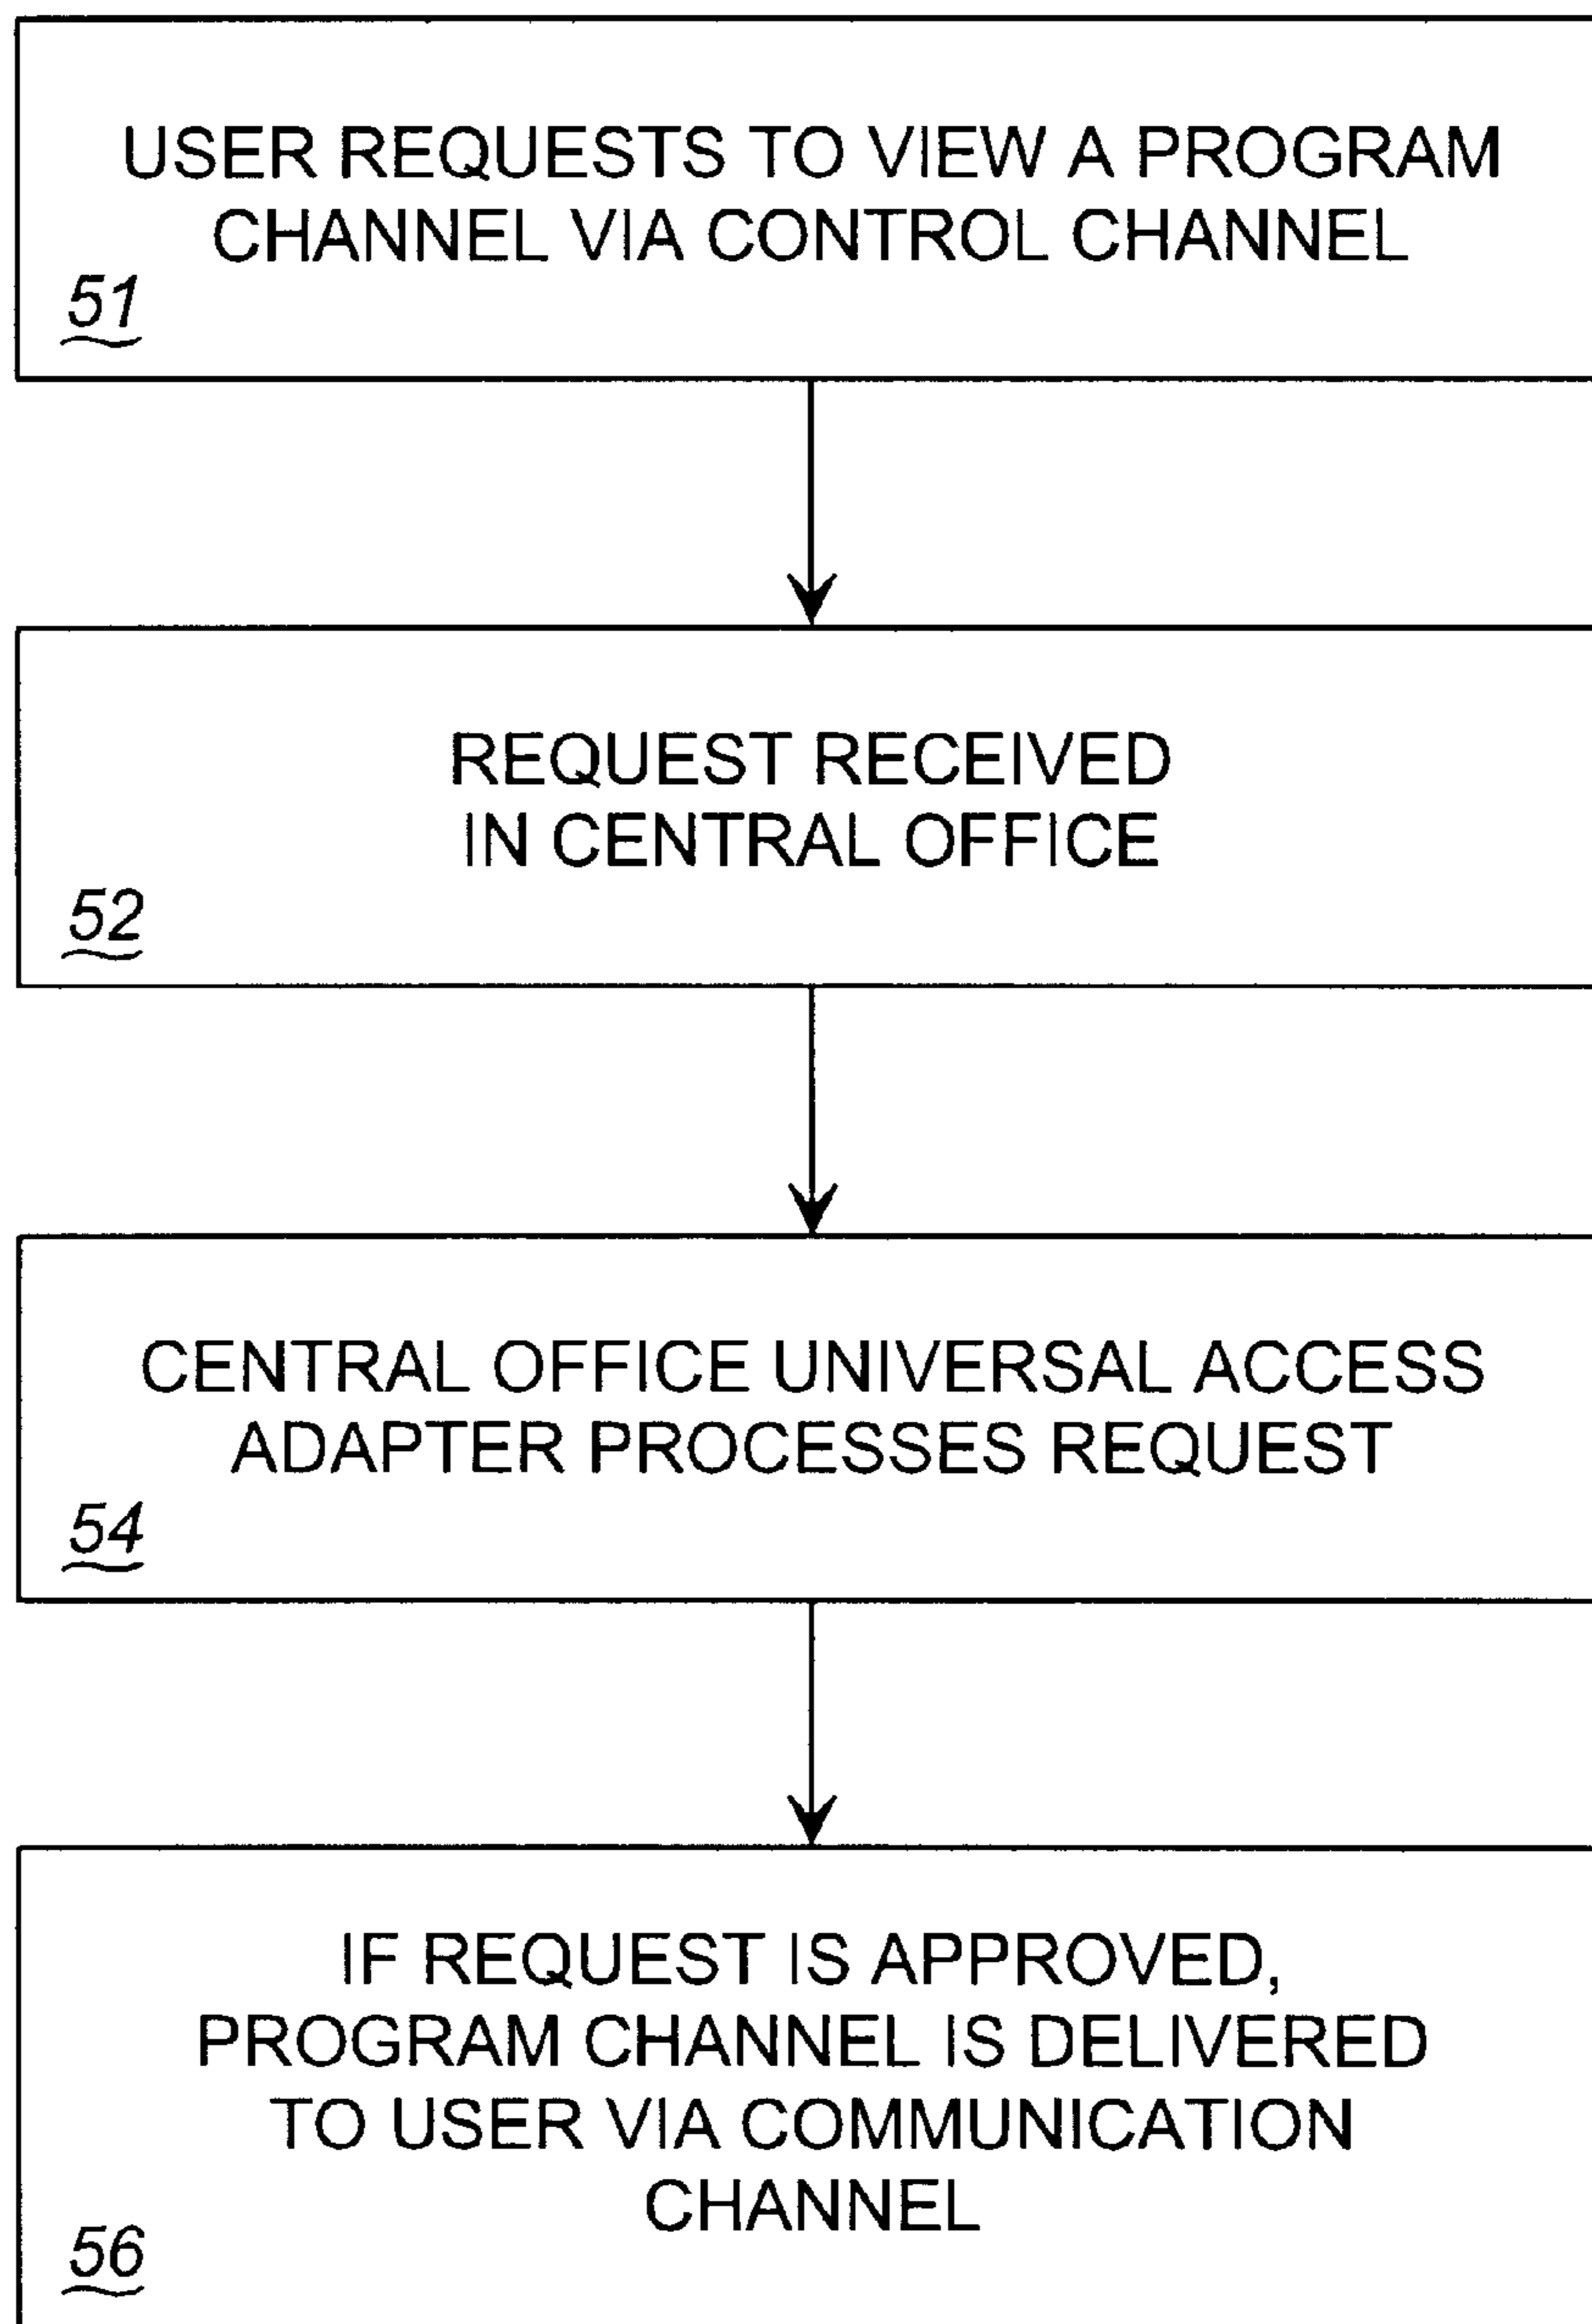 USER REQUESTS TO VIEW A PROGRAM
CHANNEL VIA CONTROL CHANNEL
51
REQUEST RECEIVED
IN CENTRAL OFFICE
52
CENTRAL OFFICE UNIVERSAL ACCESS
ADAPTER PROCESSES REQUEST
54
IF REQUEST IS APPROVED,
PROGRAM CHANNEL IS DELIVERED
TO USER VIA COMMUNICATION
CHANNEL
56